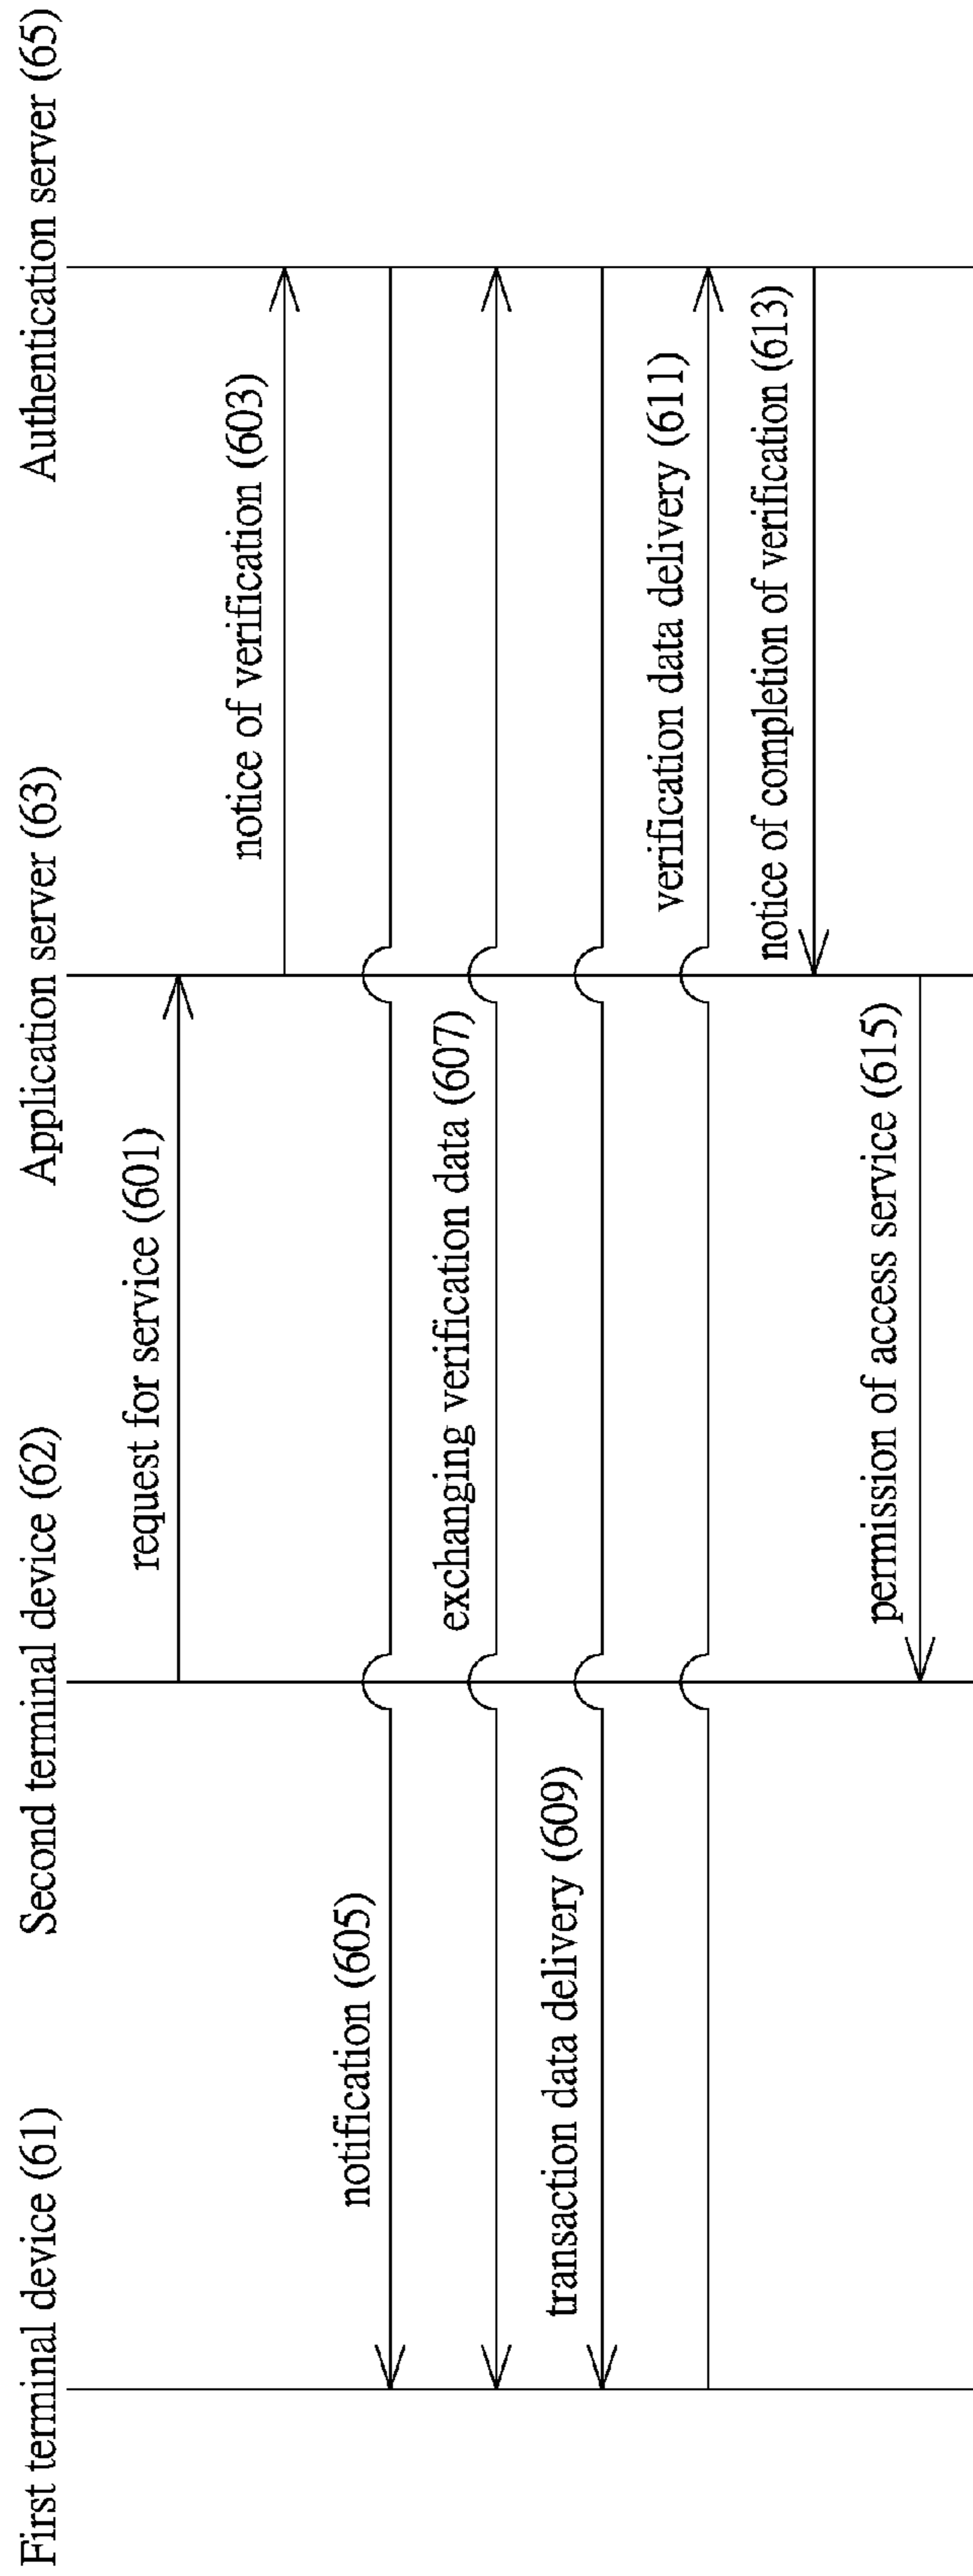 First terminal device (61)
Second terminal device (62)
Application server (63)
Authentication server (65)
request for service (601)
notice of verification (603)
notification (605)
exchanging verification data (607)
transaction data delivery (609)
verification data delivery (611)
notice of completion of verification (613)
permission of access service (615)